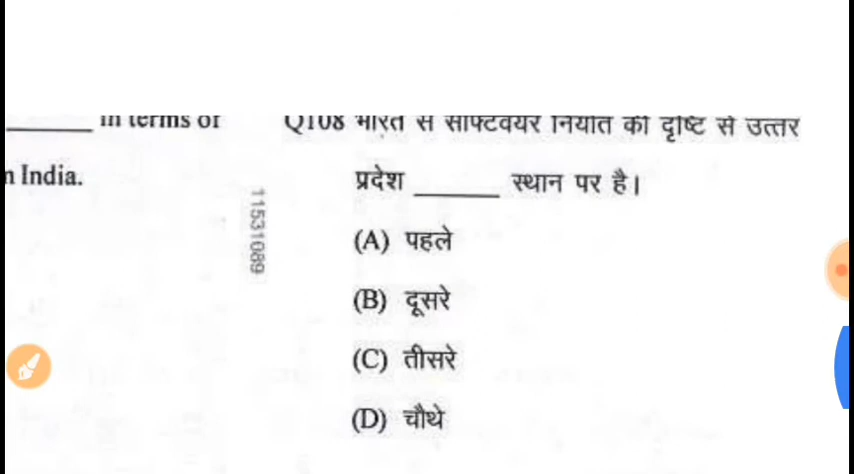 in terms of
India.
11531089
Q108 भारत से सॉफ्टवेयर निर्यात की दृष्टि से उत्तर
प्रदेश ______ स्थान पर है।
(A) पहले
(B) दूसरे
(C) तीसरे
(D) चौथे